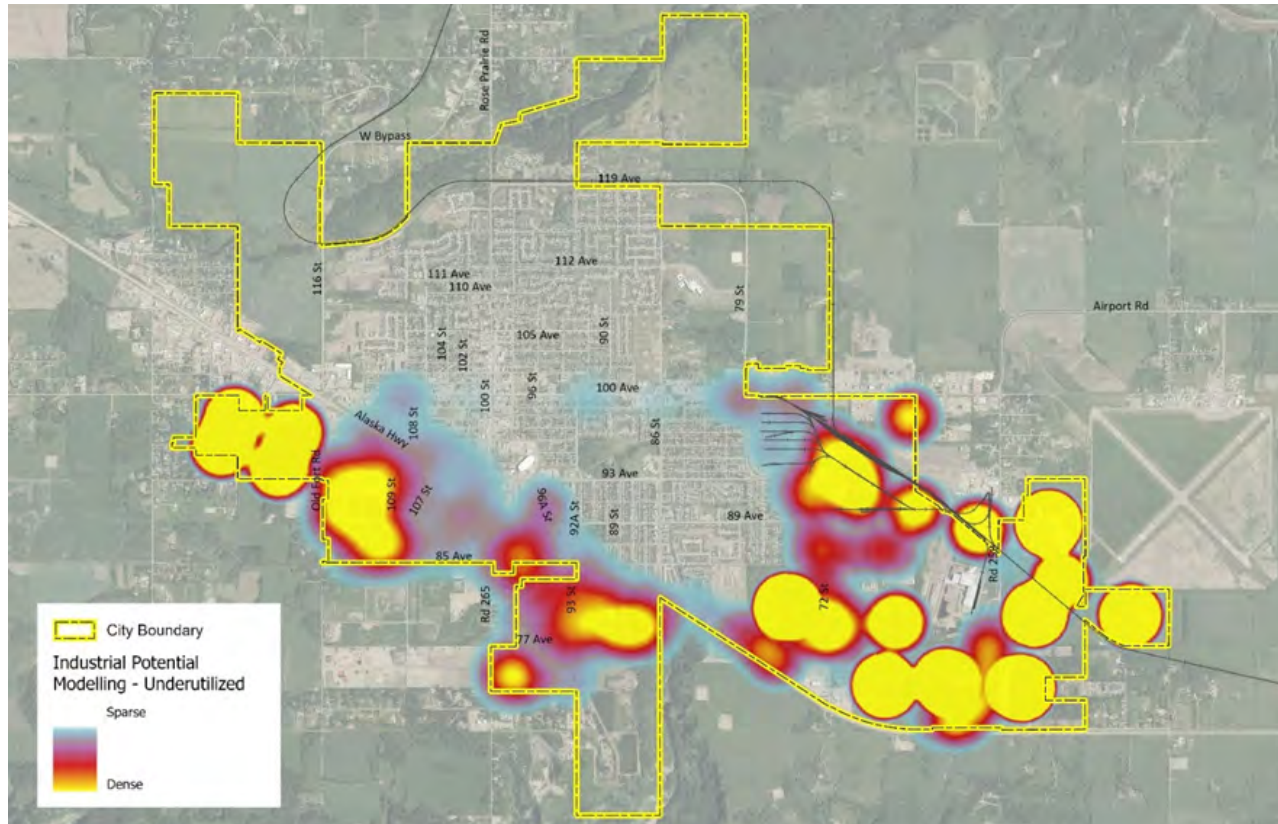 Rose Prairie Rd
W Bypass
119 Ave
116 St
111 Ave
112 Ave
110 Ave
79 St
Airport Rd
104 St
102 St
105 Ave
90 St
100 St
96 St
100 Ave
86 St
108 St
Alaska Hwy
Old Fort Rd
109 St
107 St
93 Ave
96A St
92A St
89 St
89 Ave
85 Ave
Rd 265
93 St
77 Ave
72 St
City Boundary
Industrial Potential
Modelling - Underutilized
Sparse
Dense